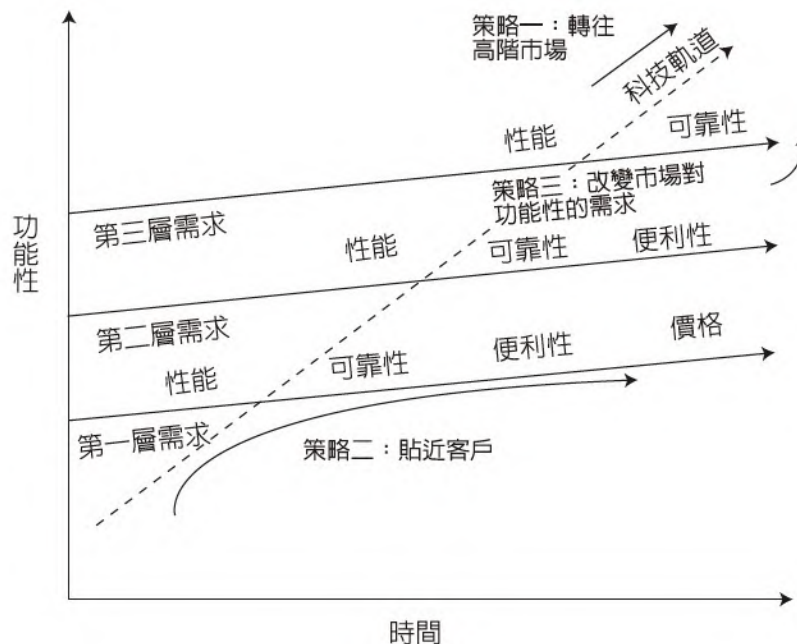 策略一：轉往
高階市場
科技軌道
性能
可靠性
第三層需求
策略三：改變市場對
功能性的需求
功能性
性能
可靠性
便利性
第二層需求
性能
可靠性
便利性
價格
第一層需求
策略二：貼近客戶
時間